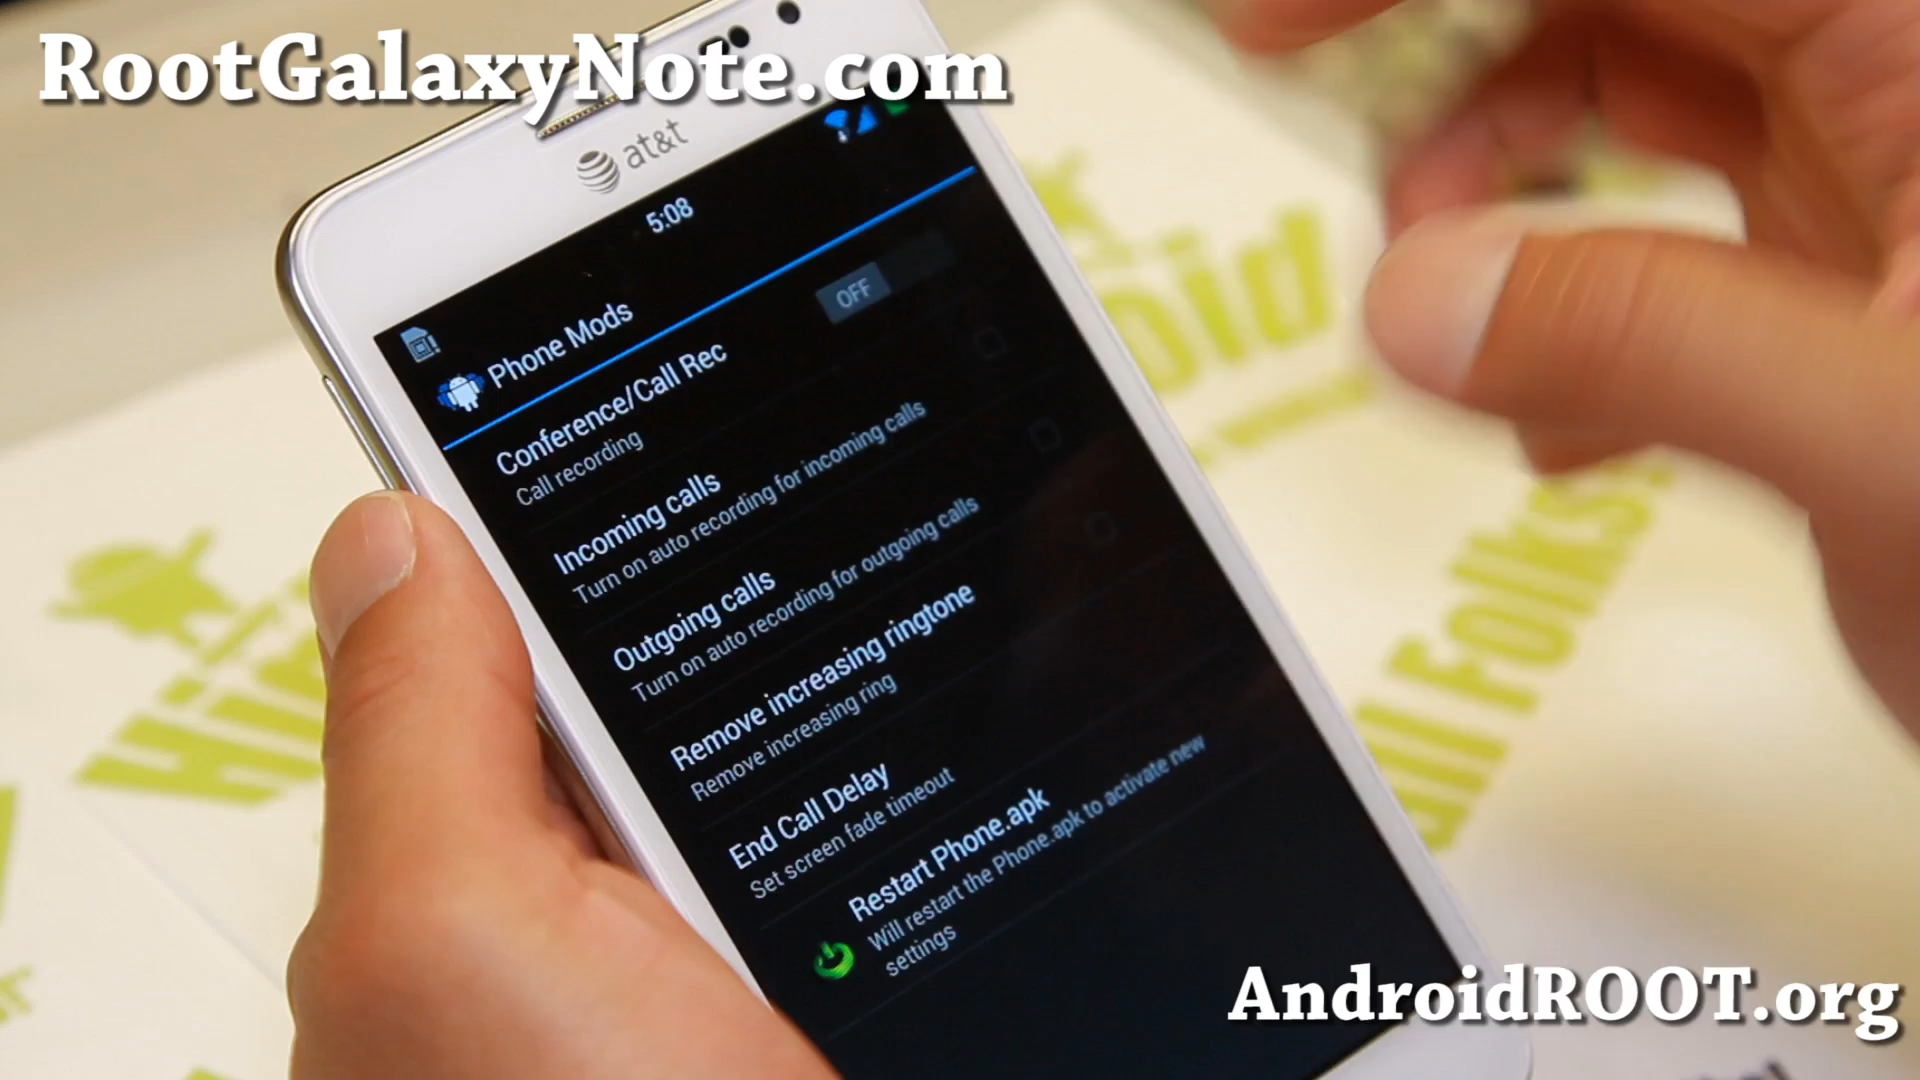 RootGalaxyNote.com
at&t
5:08
Phone Mods
Conference/Call Rec
Call recording
OFF
Incoming calls
Turn on auto recording for incoming calls
Outgoing calls
Turn on auto recording for outgoing calls
Remove increasing ringtone
Remove increasing ring
End Call Delay
Set screen fade timeout
Restart Phone.apk
Will restart the Phone.apk to activate new
settings
all Folks
AndroidROOT.org